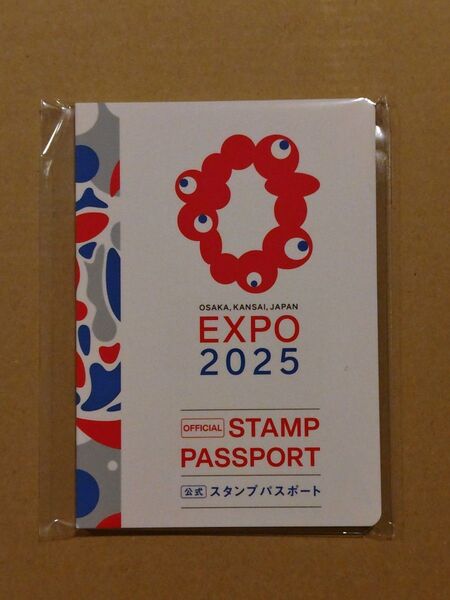 OSAKA, KANSAI, JAPAN
EXPO
2025
OFFICIAL STAMP
PASSPORT
公式 スタンプパスポート